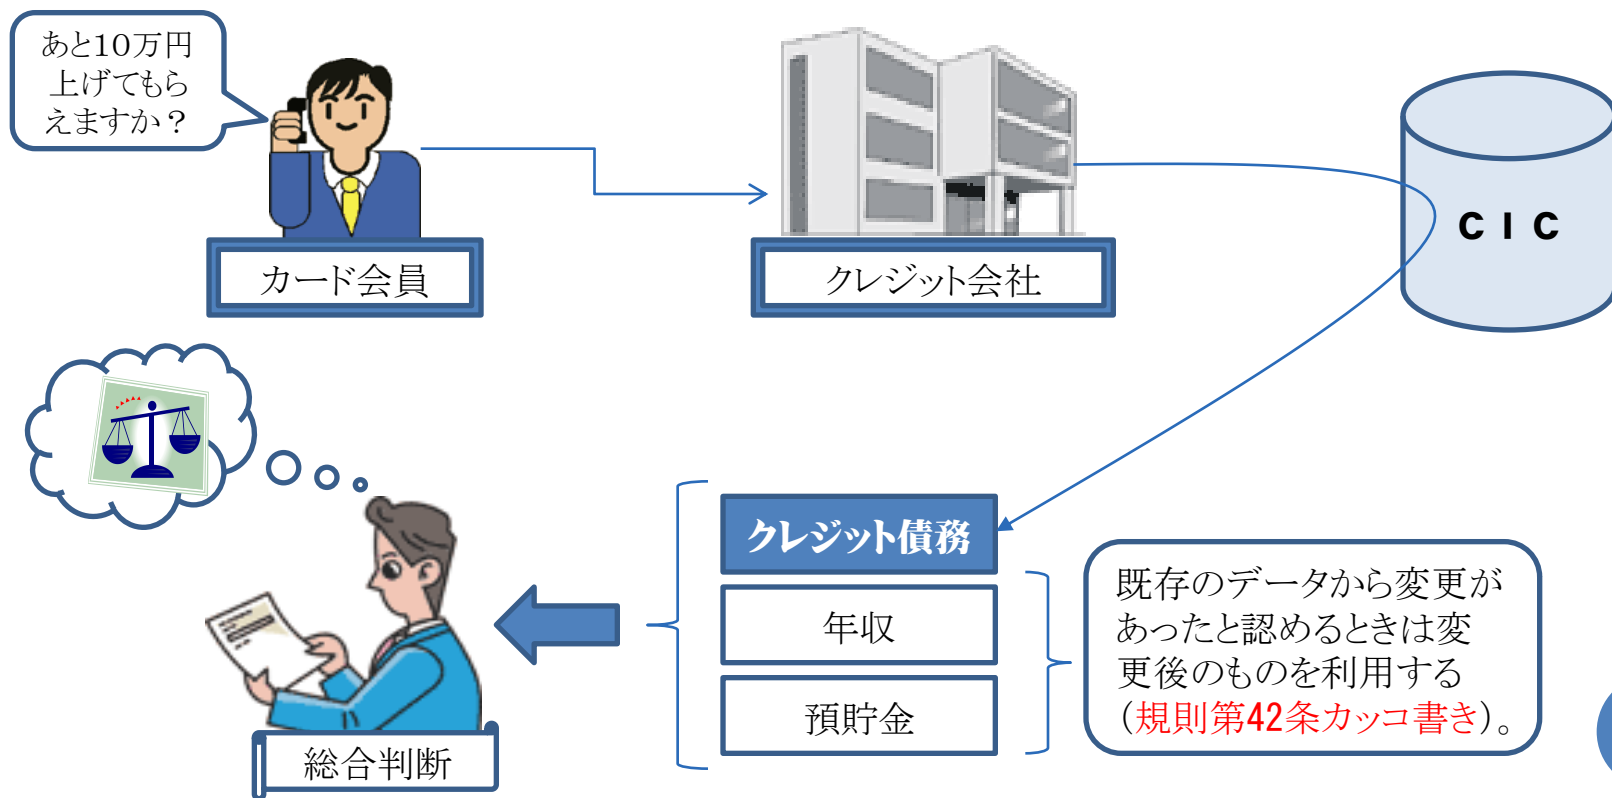 あと１０万円
上げてもら
えますか？
カード会員
クレジット会社
ＣＩＣ
クレジット債務
年収
預貯金
既存のデータから変更が
あったと認めるときは変
更後のものを利用する
（規則第42条カッコ書き）。
総合判断